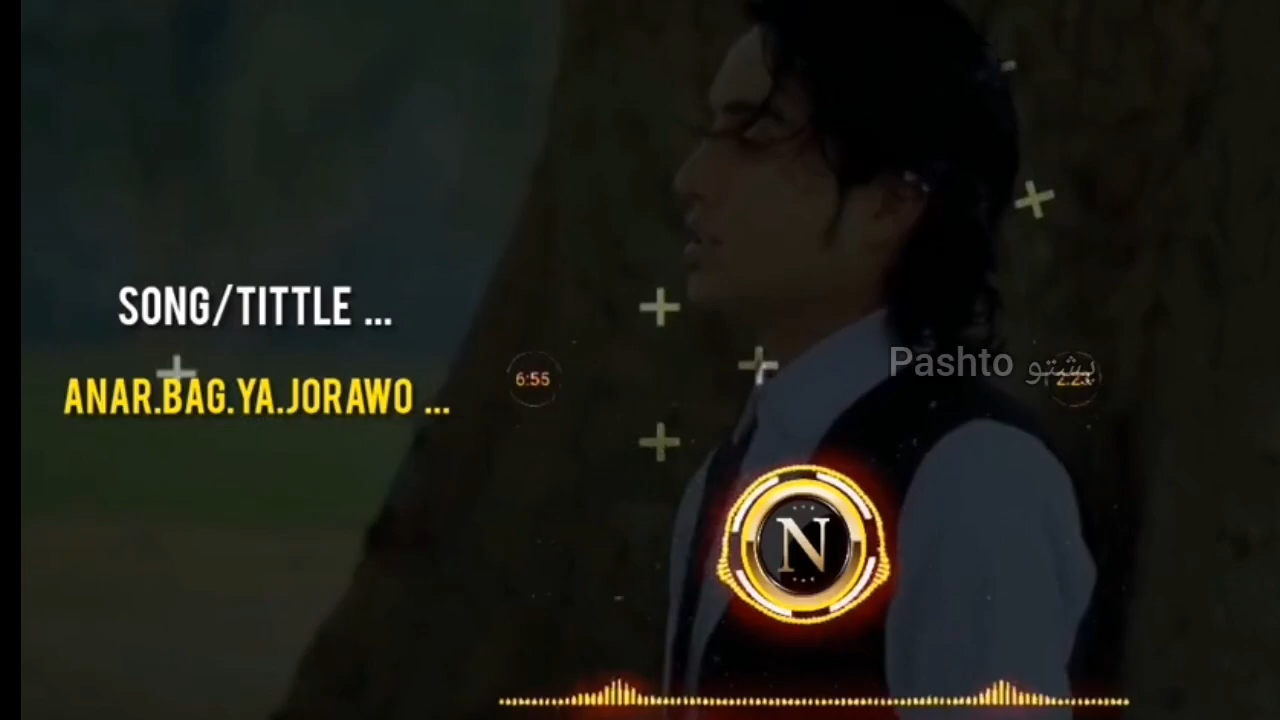 SONG/TITTLE ...
ANAR.BAG.YA.JORAWO ...
6:55
Pashto پښتو
N